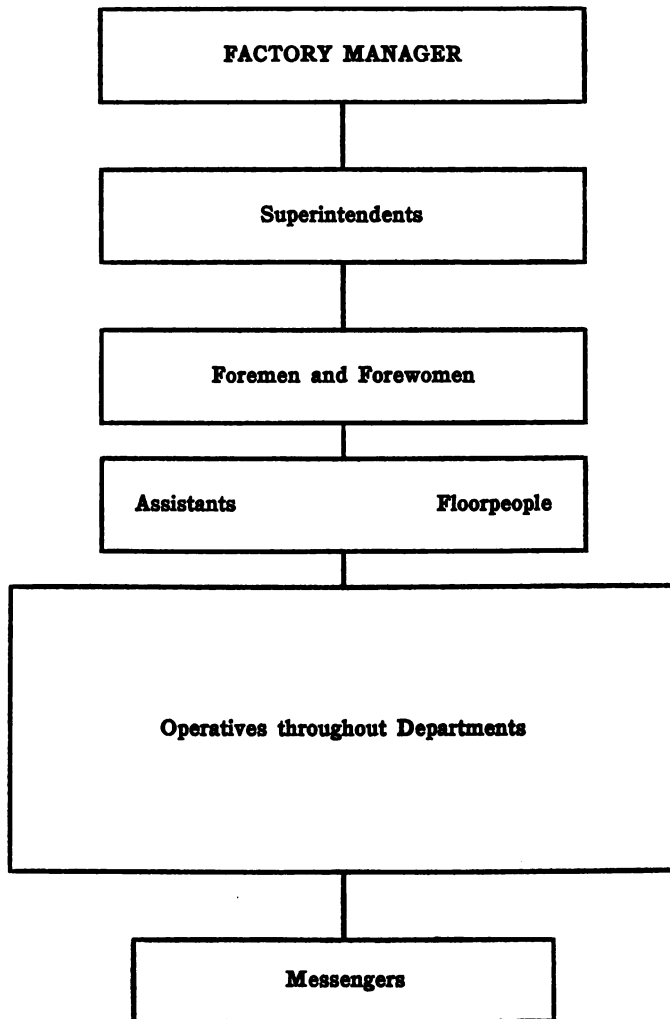 FACTORY MANAGER
Superintendents
Foremen and Forewomen
Assistants Floorpeople
Operatives throughout Departments
Messengers